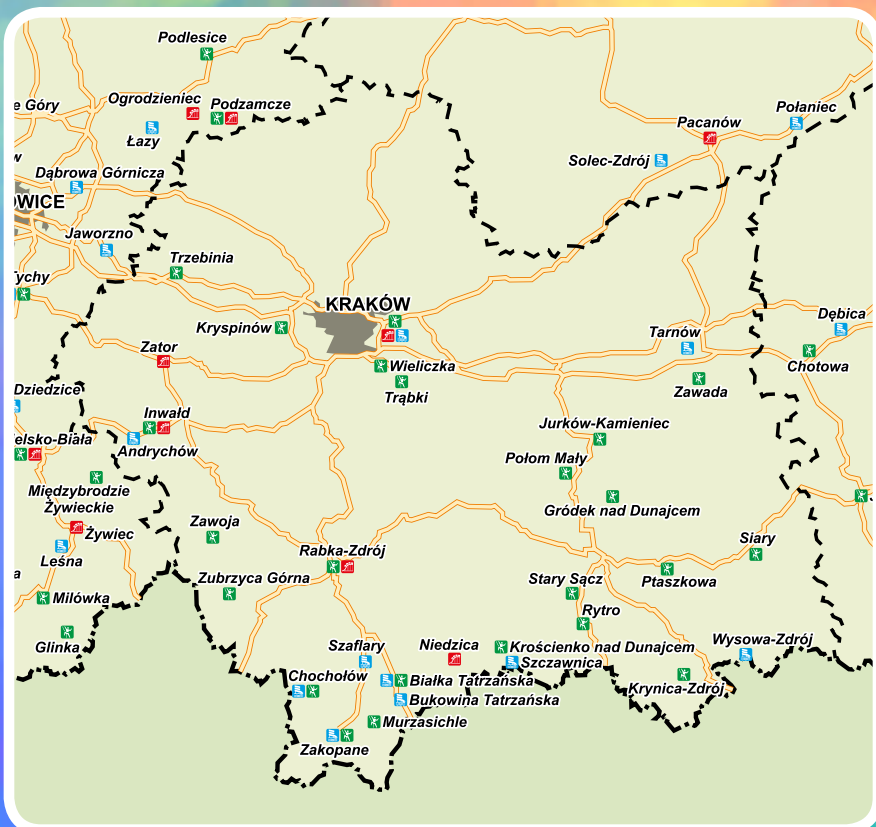 Podlesice
Ogrodzieniec
Podzamcze
e Góry
Łazy
Pacanów
Połaniec
Solec-Zdrój
w
Dąbrowa Górnicza
OWICE
Jaworzno
Trzebinia
Tychy
KRAKÓW
Kryspinów
Dębica
Tarnów
Zator
Wieliczka
Chotowa
Trąbki
Zawada
Dziedzice
Inwałd
Jurków-Kamieniec
elsko-Biała
Andrychów
Połom Mały
Międzybrodzie
Żywieckie
Gródek nad Dunajcem
J
Zawoja
Żywiec
Siary
Rabka-Zdrój
Leśna
a
Zubrzyca Górna
Stary Sącz
Ptaszkowa
Milówka
Rytro
Glinka
Szaflary
Niedzica
Krościenko nad Dunajcem
Wysowa-Zdrój
Szczawnica
Chochołów
Białka Tatrzańska
Krynica-Zdrój
Bukowina Tatrzańska
Murzasichle
Zakopane